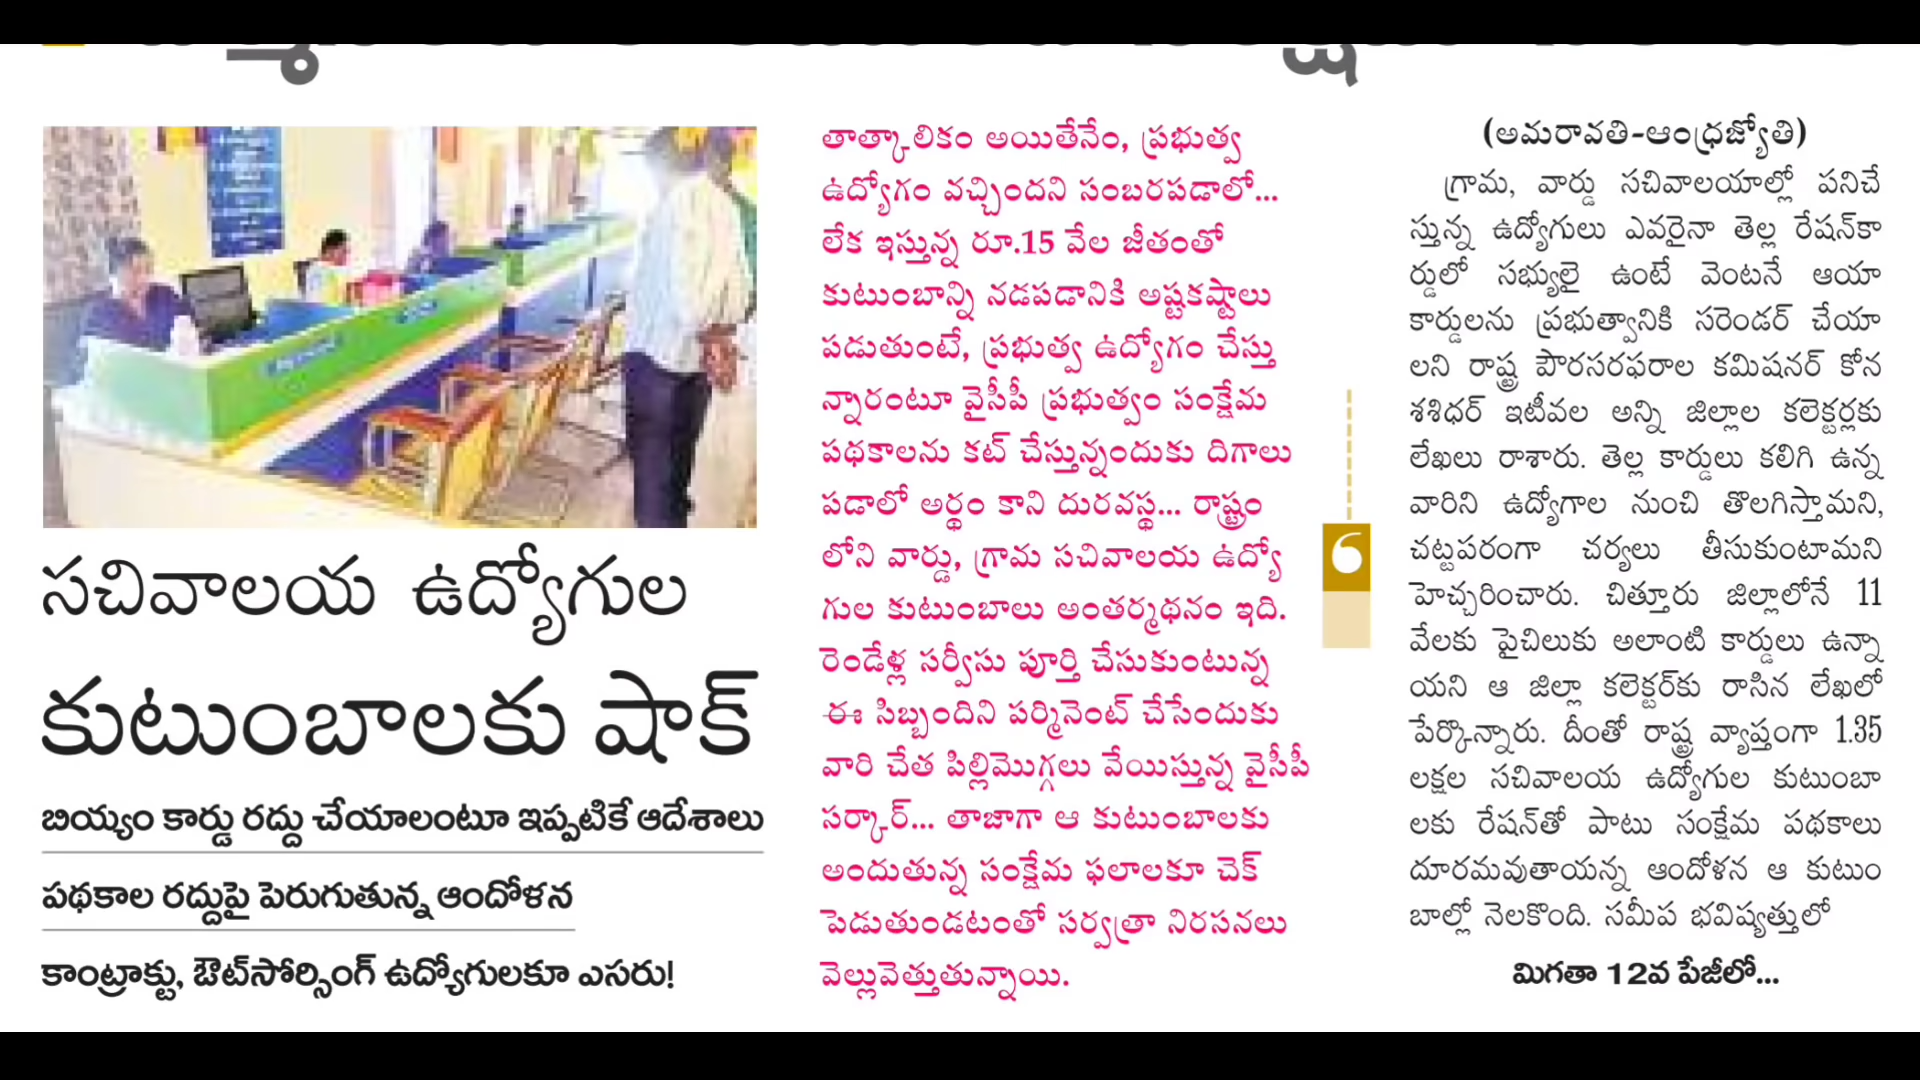 సచివాలయ ఉద్యోగుల
కుటుంబాలకు షాక్
బియ్యం కార్డు రద్దు చేయాలంటూ ఇప్పటికే ఆదేశాలు
పథకాల రద్దుపై పెరుగుతున్న ఆందోళన
కాంట్రాక్టు, ఔట్‌సోర్సింగ్ ఉద్యోగులకూ ఎసరు!
తాత్కాలికం అయితేనేం, ప్రభుత్వ
ఉద్యోగం వచ్చిందని సంబరపడాలో...
లేక ఇస్తున్న రూ.15 వేల జీతంతో
కుటుంబాన్ని నడపడానికి అష్టకష్టాలు
పడుతుంటే, ప్రభుత్వ ఉద్యోగం చేస్తు
న్నారంటూ వైసీపీ ప్రభుత్వం సంక్షేమ
పథకాలను కట్ చేస్తున్నందుకు దిగాలు
పడాలో అర్థం కాని దురవస్థ... రాష్ట్రం
లోని వార్డు, గ్రామ సచివాలయ ఉద్యో
గుల కుటుంబాలు అంతర్మథనం ఇది.
రెండేళ్ల సర్వీసు పూర్తి చేసుకుంటున్న
ఈ సిబ్బందిని పర్మినెంట్ చేసేందుకు
వారి చేత పిల్లిమొగ్గలు వేయిస్తున్న వైసీపీ
సర్కార్... తాజాగా ఆ కుటుంబాలకు
అందుతున్న సంక్షేమ ఫలాలకూ చెక్
పెడుతుండటంతో సర్వత్రా నిరసనలు
వెల్లువెత్తుతున్నాయి.
(అమరావతి-ఆంధ్రజ్యోతి)
గ్రామ, వార్డు సచివాలయాల్లో పనిచే
స్తున్న ఉద్యోగులు ఎవరైనా తెల్ల రేషన్‌కా
ర్డులో సభ్యులై ఉంటే వెంటనే ఆయా
కార్డులను ప్రభుత్వానికి సరెండర్ చేయా
లని రాష్ట్ర పౌరసరఫరాల కమిషనర్ కోన
శశిధర్ ఇటీవల అన్ని జిల్లాల కలెక్టర్లకు
లేఖలు రాశారు. తెల్ల కార్డులు కలిగి ఉన్న
వారిని ఉద్యోగాల నుంచి తొలగిస్తామని,
చట్టపరంగా చర్యలు తీసుకుంటామని
హెచ్చరించారు. చిత్తూరు జిల్లాలోనే 11
వేలకు పైచిలుకు అలాంటి కార్డులు ఉన్నా
యని ఆ జిల్లా కలెక్టర్‌కు రాసిన లేఖలో
పేర్కొన్నారు. దీంతో రాష్ట్ర వ్యాప్తంగా 1.35
లక్షల సచివాలయ ఉద్యోగుల కుటుంబా
లకు రేషన్‌తో పాటు సంక్షేమ పథకాలు
దూరమవుతాయన్న ఆందోళన ఆ కుటుం
బాల్లో నెలకొంది. సమీప భవిష్యత్తులో
మిగతా 12వ పేజీలో...